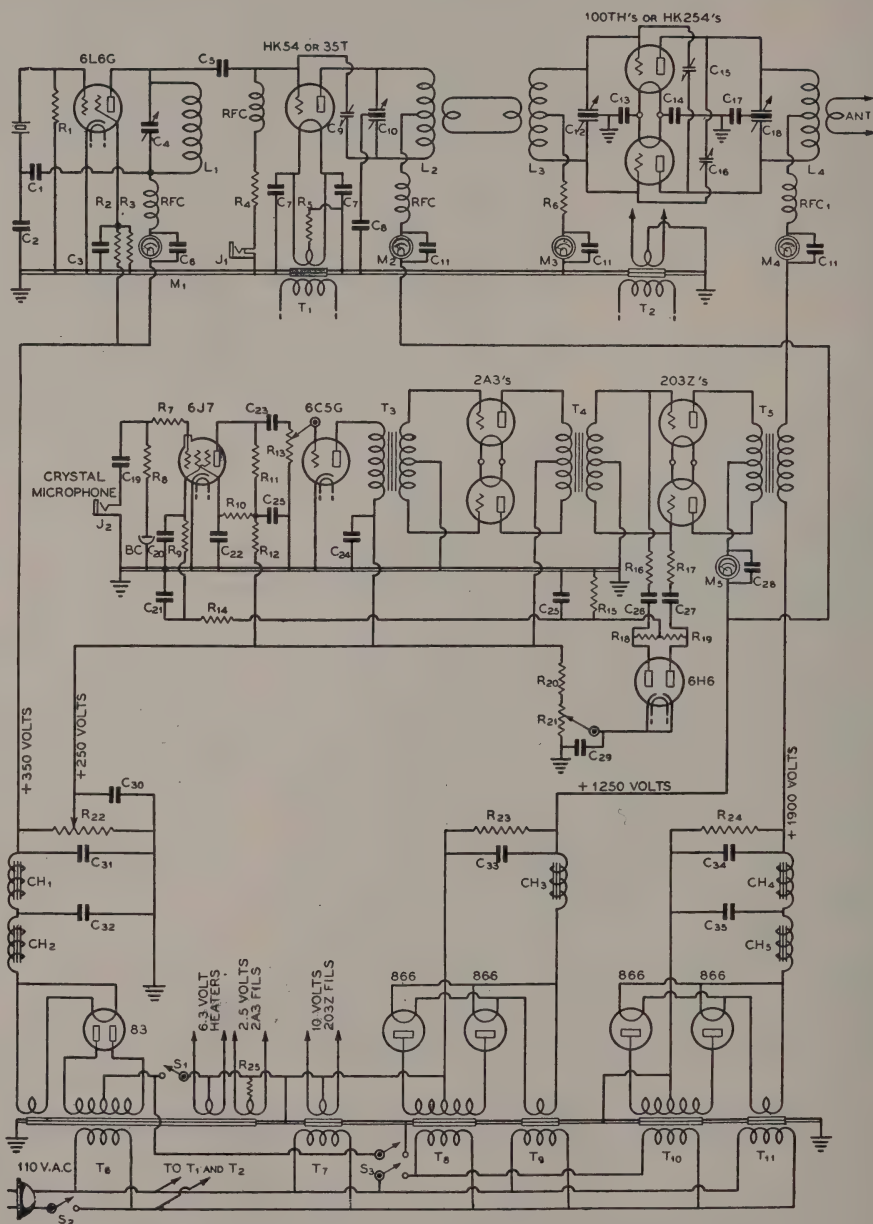 100TH's OR HK254's
6L6G
C5
HK54 OR 35T
RFC
C9
C10
C15
C13
C14
C17
C12
C18
ANT
R1
C4
L1
L2
L3
L4
C16
C1
R2
R3
RFC
R4
C7
R5
C7
C8
RFC
R6
RFC1
C2
C3
C6
J1
M2
C11
M3
C11
M4
C11
M1
T1
T2
2A3's
203Z's
6J7
C23
6C5G
T3
T4
T5
R7
R13
CRYSTAL
MICROPHONE
C19
R8
R11
R10
C25
J2
BC
C20
R9
C22
R12
C24
R16
R17
M5
C28
C21
R14
C25
R15
C26
C27
R18
R19
R20
6H6
R21
C29
+350 VOLTS
+250 VOLTS
+1250 VOLTS
+1900 VOLTS
C30
R22
R23
R24
C31
C33
C34
CH1
CH3
CH4
C32
C35
CH2
CH5
83
6.3 VOLT
HEATERS
2.5 VOLTS
2A3 FILS
10 VOLTS
203Z FILS
866
866
866
866
S1
R25
110 V.A.C.
T6
TO T1 AND T2
T7
S3
T8
T9
T10
T11
S2